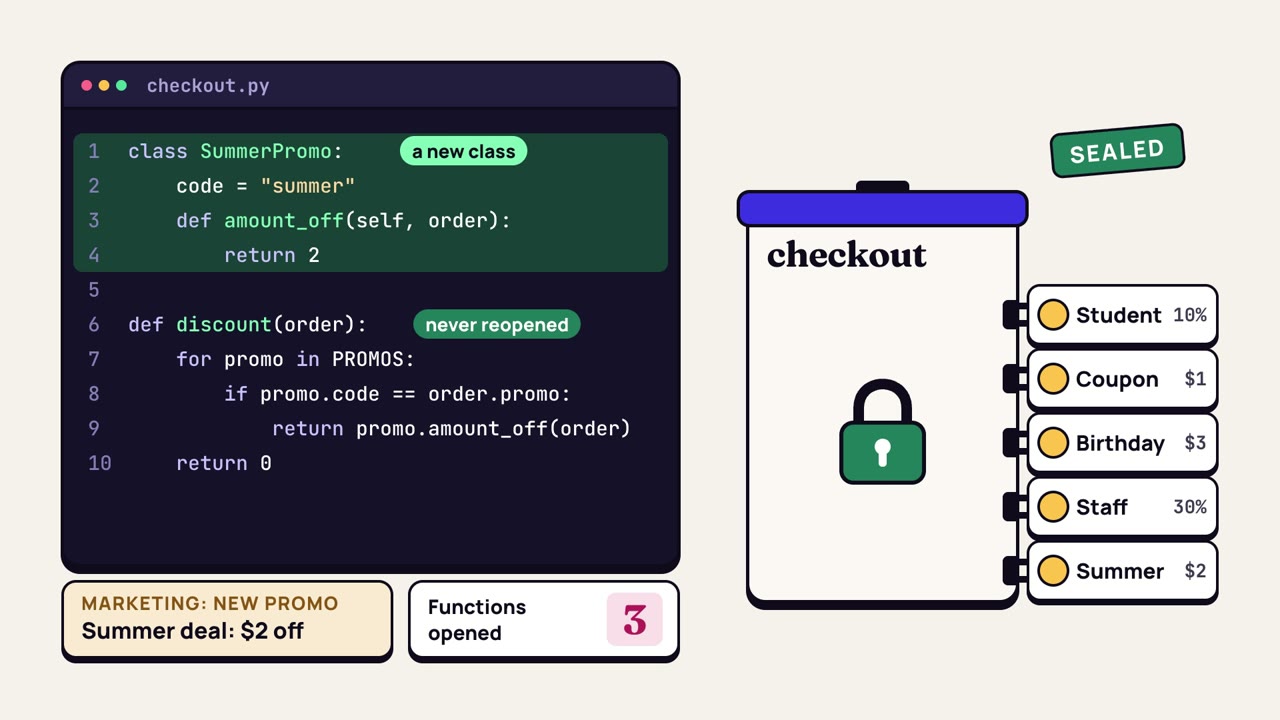 checkout.py
1 class SummerPromo: a new class
2     code = "summer"
3     def amount_off(self, order):
4         return 2
5
6 def discount(order): never reopened
7     for promo in PROMOS:
8         if promo.code == order.promo:
9             return promo.amount_off(order)
10     return 0
MARKETING: NEW PROMO
Summer deal: $2 off
Functions
opened
3
SEALED
checkout
Student 10%
Coupon $1
Birthday $3
Staff 30%
Summer $2